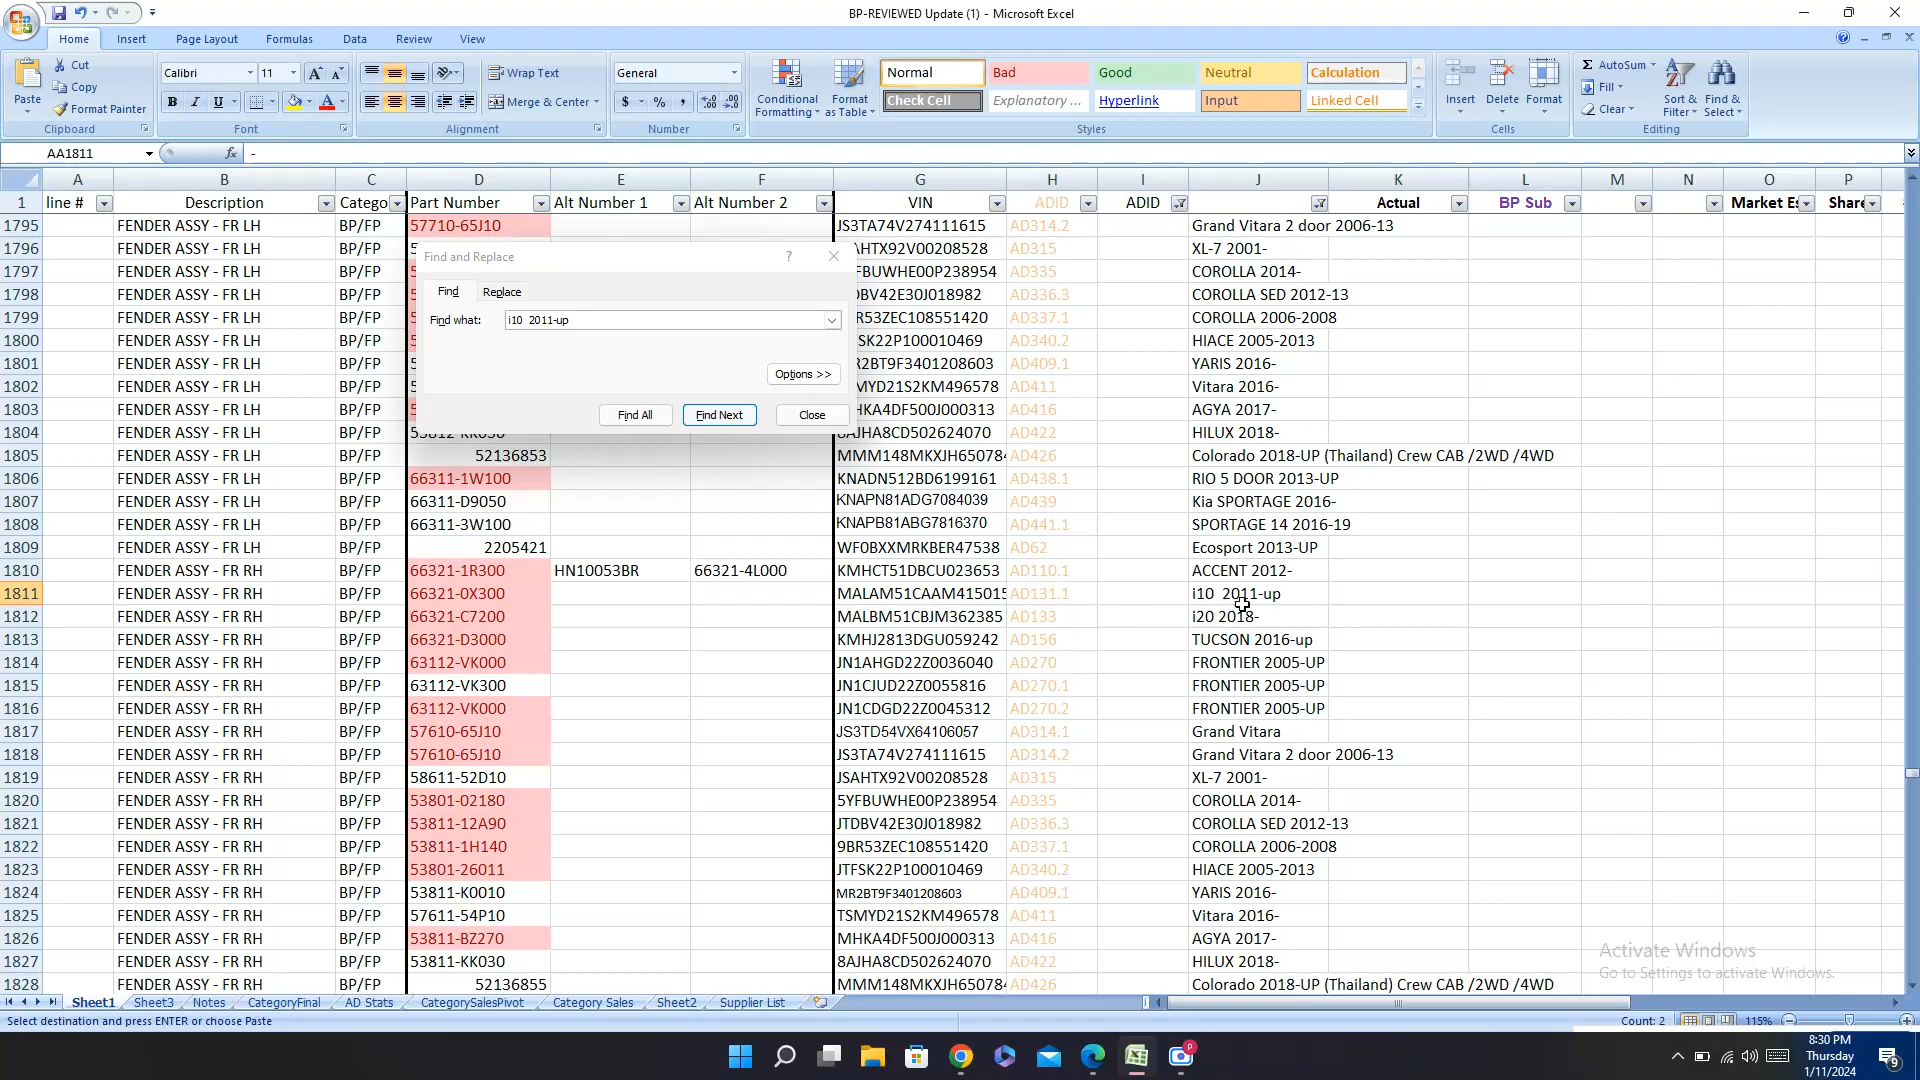 BP-REVIEWED Update (1) - Microsoft Excel
Home Insert Page Layout Formulas Data Review View
Paste Cut Copy Format Painter Clipboard
Calibri 11 Font
Wrap Text Merge & Center Alignment
General Number
Conditional Formatting Format as Table
Normal Bad Good Neutral Calculation
Check Cell Explanatory ... Hyperlink Input Linked Cell
Styles
Insert Delete Format Cells
AutoSum Fill Clear Sort & Filter Find & Select Editing
AA1811 fx -
A B C D E F G H I J K L M N O P
1 line # Description Catego Part Number Alt Number 1 Alt Number 2 VIN ADID ADID Actual BP Sub Market Es Share
1795 FENDER ASSY - FR LH BP/FP 57710-65J10 JS3TA74V274111615 AD314.2 Grand Vitara 2 door 2006-13
1796 FENDER ASSY - FR LH BP/FP AHTX92V00208528 AD315 XL-7 2001-
1797 FENDER ASSY - FR LH BP/FP FBUWHE00P238954 AD335 COROLLA 2014-
1798 FENDER ASSY - FR LH BP/FP DBV42E30J018982 AD336.3 COROLLA SED 2012-13
1799 FENDER ASSY - FR LH BP/FP R53ZEC108551420 AD337.1 COROLLA 2006-2008
1800 FENDER ASSY - FR LH BP/FP FSK22P100010469 AD340.2 HIACE 2005-2013
1801 FENDER ASSY - FR LH BP/FP R2BT9F3401208603 AD409.1 YARIS 2016-
1802 FENDER ASSY - FR LH BP/FP MYD21S2KM496578 AD411 Vitara 2016-
1803 FENDER ASSY - FR LH BP/FP HKA4DF500J000313 AD416 AGYA 2017-
1804 FENDER ASSY - FR LH BP/FP 53812-KK030 8AJHA8CD502624070 AD422 HILUX 2018-
1805 FENDER ASSY - FR LH BP/FP 52136853 MMM148MKXJH650784 AD426 Colorado 2018-UP (Thailand) Crew CAB /2WD /4WD
1806 FENDER ASSY - FR LH BP/FP 66311-1W100 KNADN512BD6199161 AD438.1 RIO 5 DOOR 2013-UP
1807 FENDER ASSY - FR LH BP/FP 66311-D9050 KNAPN81ADG7084039 AD439 Kia SPORTAGE 2016-
1808 FENDER ASSY - FR LH BP/FP 66311-3W100 KNAPB81ABG7816370 AD441.1 SPORTAGE 14 2016-19
1809 FENDER ASSY - FR LH BP/FP 2205421 WF0BXXMRKBER47538 AD62 Ecosport 2013-UP
1810 FENDER ASSY - FR RH BP/FP 66321-1R300 HN10053BR 66321-4L000 KMHCT51DBCU023653 AD110.1 ACCENT 2012-
1811 FENDER ASSY - FR RH BP/FP 66321-0X300 MALAM51CAAM415015 AD131.1 i10  2011-up
1812 FENDER ASSY - FR RH BP/FP 66321-C7200 MALBM51CBJM362385 AD133 i20 2018-
1813 FENDER ASSY - FR RH BP/FP 66321-D3000 KMHJ2813DGU059242 AD156 TUCSON 2016-up
1814 FENDER ASSY - FR RH BP/FP 63112-VK000 JN1AHGD22Z0036040 AD270 FRONTIER 2005-UP
1815 FENDER ASSY - FR RH BP/FP 63112-VK300 JN1CJUD22Z0055816 AD270.1 FRONTIER 2005-UP
1816 FENDER ASSY - FR RH BP/FP 63112-VK000 JN1CDGD22Z0045312 AD270.2 FRONTIER 2005-UP
1817 FENDER ASSY - FR RH BP/FP 57610-65J10 JS3TD54VX64106057 AD314.1 Grand Vitara
1818 FENDER ASSY - FR RH BP/FP 57610-65J10 JS3TA74V274111615 AD314.2 Grand Vitara 2 door 2006-13
1819 FENDER ASSY - FR RH BP/FP 58611-52D10 JSAHTX92V00208528 AD315 XL-7 2001-
1820 FENDER ASSY - FR RH BP/FP 53801-02180 5YFBUWHE00P238954 AD335 COROLLA 2014-
1821 FENDER ASSY - FR RH BP/FP 53811-12A90 JTDBV42E30J018982 AD336.3 COROLLA SED 2012-13
1822 FENDER ASSY - FR RH BP/FP 53811-1H140 9BR53ZEC108551420 AD337.1 COROLLA 2006-2008
1823 FENDER ASSY - FR RH BP/FP 53801-26011 JTFSK22P100010469 AD340.2 HIACE 2005-2013
1824 FENDER ASSY - FR RH BP/FP 53811-K0010 MR2BT9F3401208603 AD409.1 YARIS 2016-
1825 FENDER ASSY - FR RH BP/FP 57611-54P10 TSMYD21S2KM496578 AD411 Vitara 2016-
1826 FENDER ASSY - FR RH BP/FP 53811-BZ270 MHKA4DF500J000313 AD416 AGYA 2017-
1827 FENDER ASSY - FR RH BP/FP 53811-KK030 8AJHA8CD502624070 AD422 HILUX 2018-
1828 FENDER ASSY - FR RH BP/FP 52136855 MMM148MKXJH650784 AD426 Colorado 2018-UP (Thailand) Crew CAB /2WD /4WD
Find and Replace ?
Find Replace
Find what: i10  2011-up
Options >>
Find All Find Next Close
Activate Windows
Go to Settings to activate Windows.
Sheet1 Sheet3 Notes CategoryFinal AD Stats CategorySalesPivot Category Sales Sheet2 Supplier List
Select destination and press ENTER or choose Paste Count: 2 115%
8:30 PM
Thursday
1/11/2024
9